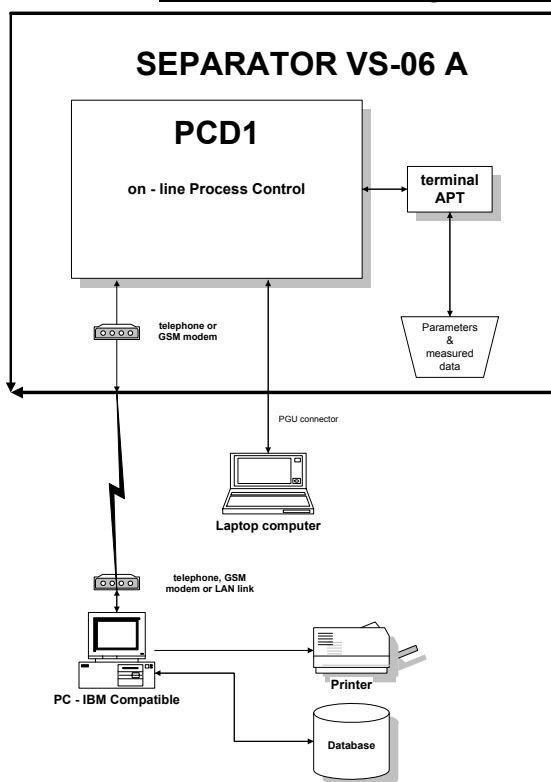 SEPARATOR VS-06 A
PCD1
on - line Process Control
terminal
APT
telephone or
GSM modem
Parameters
&
measured
data
PGU connector
Laptop computer
telephone, GSM
modem or LAN link
PC - IBM Compatible
Printer
Database